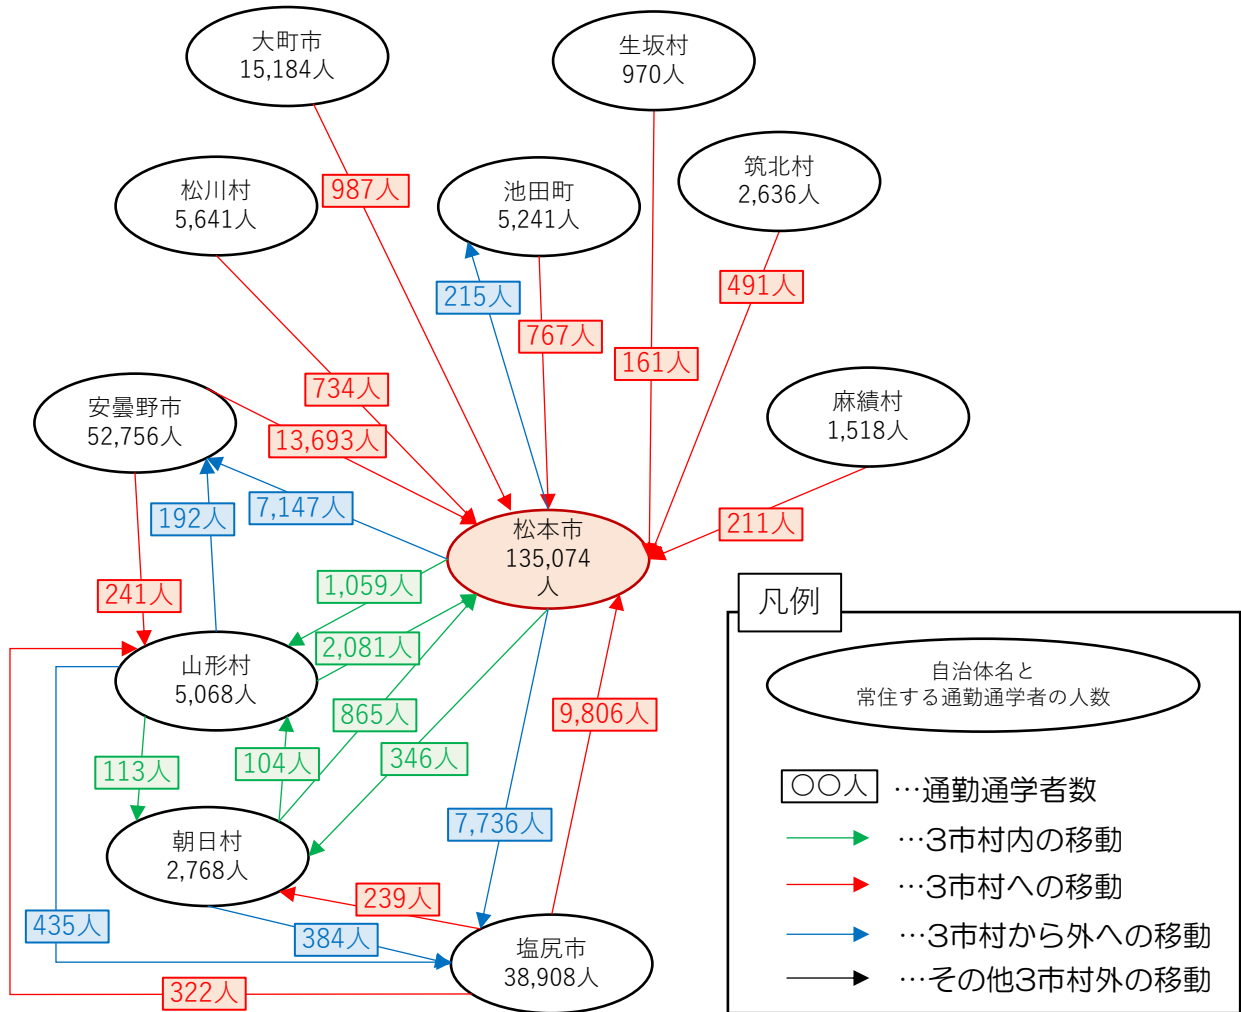 大町市
15,184人
生坂村
970人
松川村
5,641人
987人
池田町
5,241人
筑北村
2,636人
215人
767人
491人
161人
734人
安曇野市
52,756人
13,693人
麻績村
1,518人
192人
7,147人
211人
松本市
135,074
人
241人
1,059人
2,081人
山形村
5,068人
865人
9,806人
113人
104人
346人
朝日村
2,768人
7,736人
239人
435人
384人
塩尻市
38,908人
322人
凡例
自治体名と
常住する通勤通学者の人数
〇〇人 …通勤通学者数
…3市村内の移動
…3市村への移動
…3市村から外への移動
…その他3市村外の移動